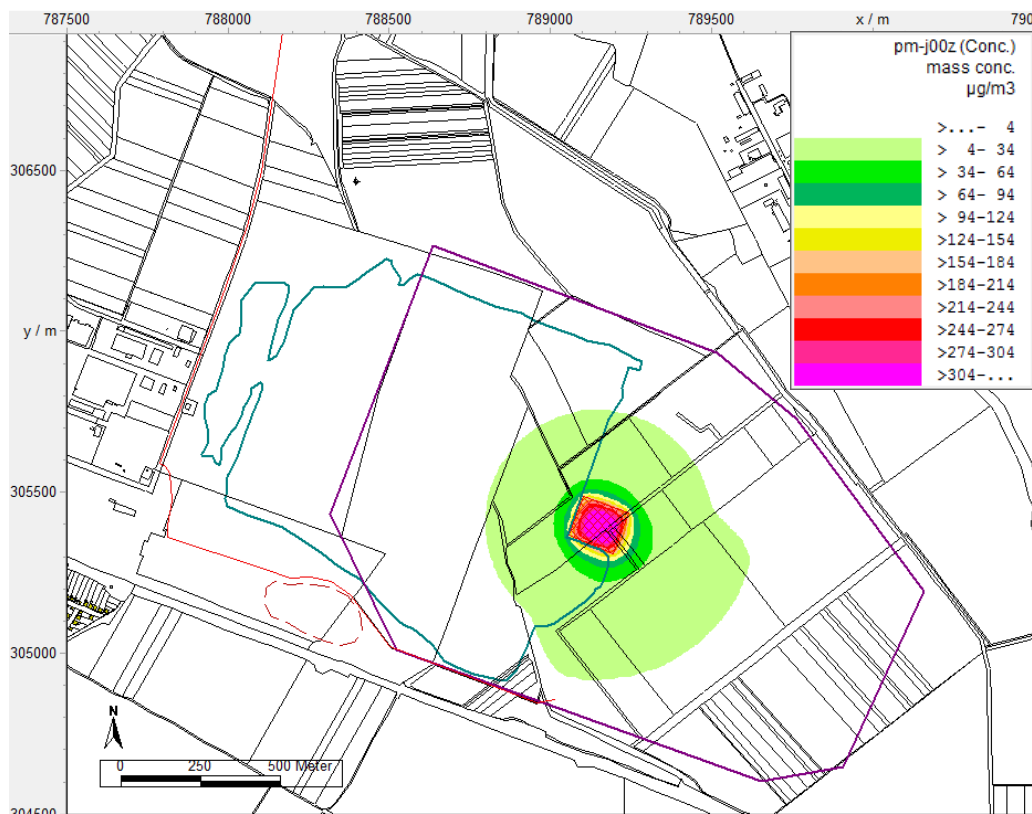 787500 788000 788500 789000 789500 x / m 790
pm-j00z (Conc.)
mass conc.
µg/m3
>...- 4
> 4- 34
> 34- 64
> 64- 94
> 94-124
>124-154
>154-184
>184-214
>214-244
>244-274
>274-304
>304-...
306500
y / m
305500
305000
304500
N
0 250 500 Meter